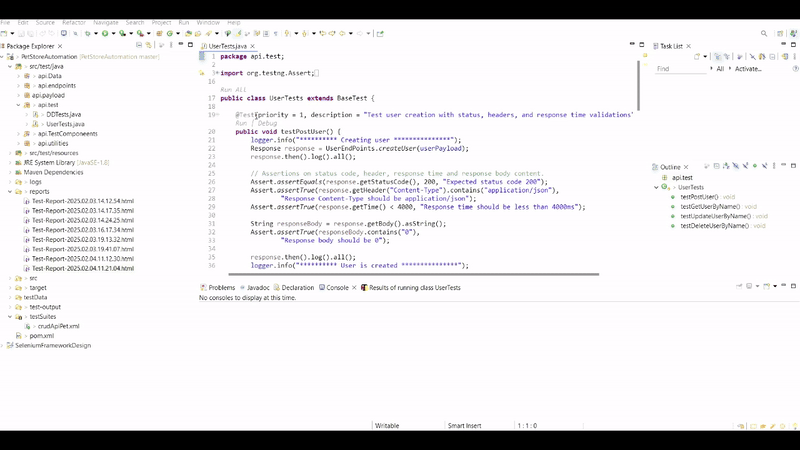 File Edit Source Refactor Navigate Search Project Run Window Help
Package Explorer
PetStoreAutomation [PetStoreAutomation master]
src/test/java
api.Data
api.endpoints
api.payload
api.test
DDTests.java
UserTests.java
api.TestComponents
api.utilities
src/test/resources
JRE System Library [JavaSE-1.8]
Maven Dependencies
logs
reports
Test-Report-2025.02.03.14.12.54.html
Test-Report-2025.02.03.14.17.35.html
Test-Report-2025.02.03.14.24.25.html
Test-Report-2025.02.03.16.17.34.html
Test-Report-2025.02.03.19.13.32.html
Test-Report-2025.02.03.19.41.07.html
Test-Report-2025.02.04.11.12.30.html
Test-Report-2025.02.04.11.21.04.html
src
target
testData
test-output
testSuites
crudApiPet.xml
pom.xml
SeleniumFrameworkDesign
UserTests.java
1 package api.test;
2
3 import org.testng.Assert;
16
Run All
17 public class UserTests extends BaseTest {
18
19 @Test(priority = 1, description = "Test user creation with status, headers, and response time validations"
Run | Debug
20 public void testPostUser() {
21 logger.info("********** Creating user ***************");
22 Response response = UserEndPoints.createUser(userPayload);
23 response.then().log().all();
24
25 // Assertions on status code, header, response time and response body content.
26 Assert.assertEquals(response.getStatusCode(), 200, "Expected status code 200");
27 Assert.assertTrue(response.getHeader("Content-Type").contains("application/json"),
28 "Response Content-Type should be application/json");
29 Assert.assertTrue(response.getTime() < 4000, "Response time should be less than 4000ms");
30
31 String responseBody = response.getBody().asString();
32 Assert.assertTrue(responseBody.contains("0"),
33 "Response body should be 0");
34
35 response.then().log().all();
36 logger.info("********** User is created ***************");
Problems Javadoc Declaration Console Results of running class UserTests
No consoles to display at this time.
Task List
Find All Activate...
Outline
api.test
UserTests
testPostUser() : void
testGetUserByName() : void
testUpdateUserByName() : void
testDeleteUserByName() : void
Writable Smart Insert 1 : 1 : 0